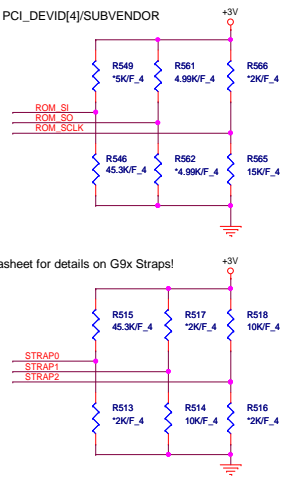 PCI_DEVID[4]/SUBVENDOR
+3V
R549
*5K/F_4
R561
4.99K/F_4
R566
*2K/F_4
ROM_SI
ROM_SO
ROM_SCLK
R546
45.3K/F_4
R562
*4.99K/F_4
R565
15K/F_4
asheet for details on G9x Straps!
+3V
R515
45.3K/F_4
R517
*2K/F_4
R518
10K/F_4
STRAP0
STRAP1
STRAP2
R513
*2K/F_4
R514
10K/F_4
R516
*2K/F_4